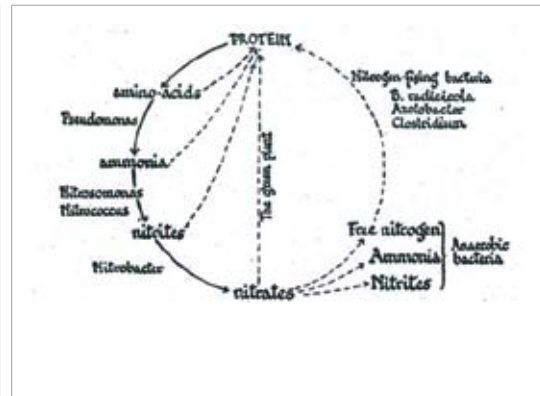 PROTEIN
amino-acids
Pseudomonas
ammonia
Nitrosomonas
Nitrococcus
nitrites
Nitrobacter
nitrates
The green plant
Nitrogen-fixing bacteria
B. radicicola
Azotobacter
Clostridium
Free nitrogen
Ammonia
Nitrites
Anaerobic
bacteria